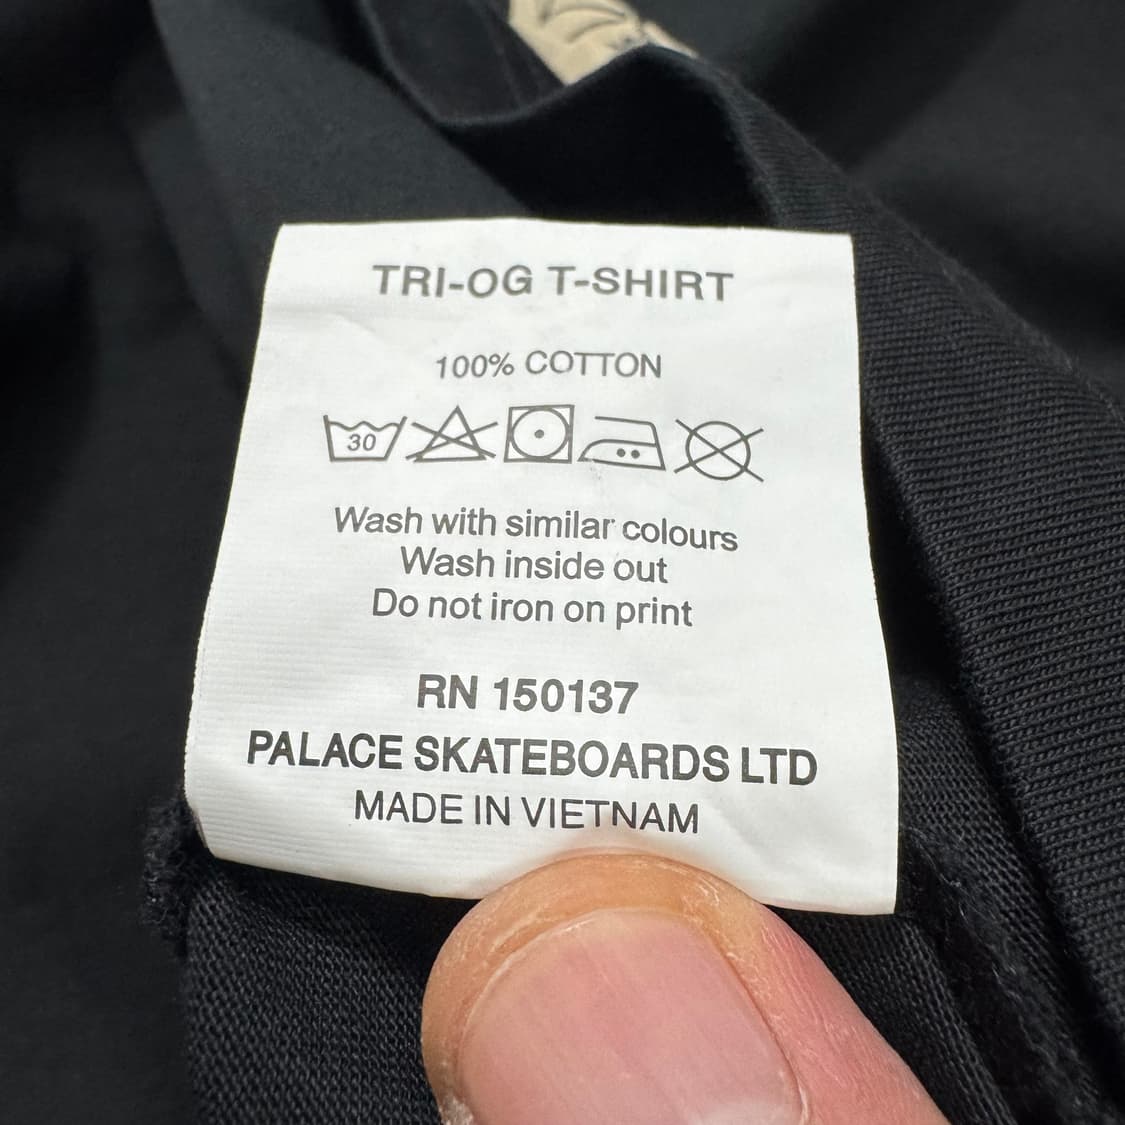 TRI-OG T-SHIRT
100% COTTON
30
Wash with similar colours
Wash inside out
Do not iron on print
RN 150137
PALACE SKATEBOARDS LTD
MADE IN VIETNAM